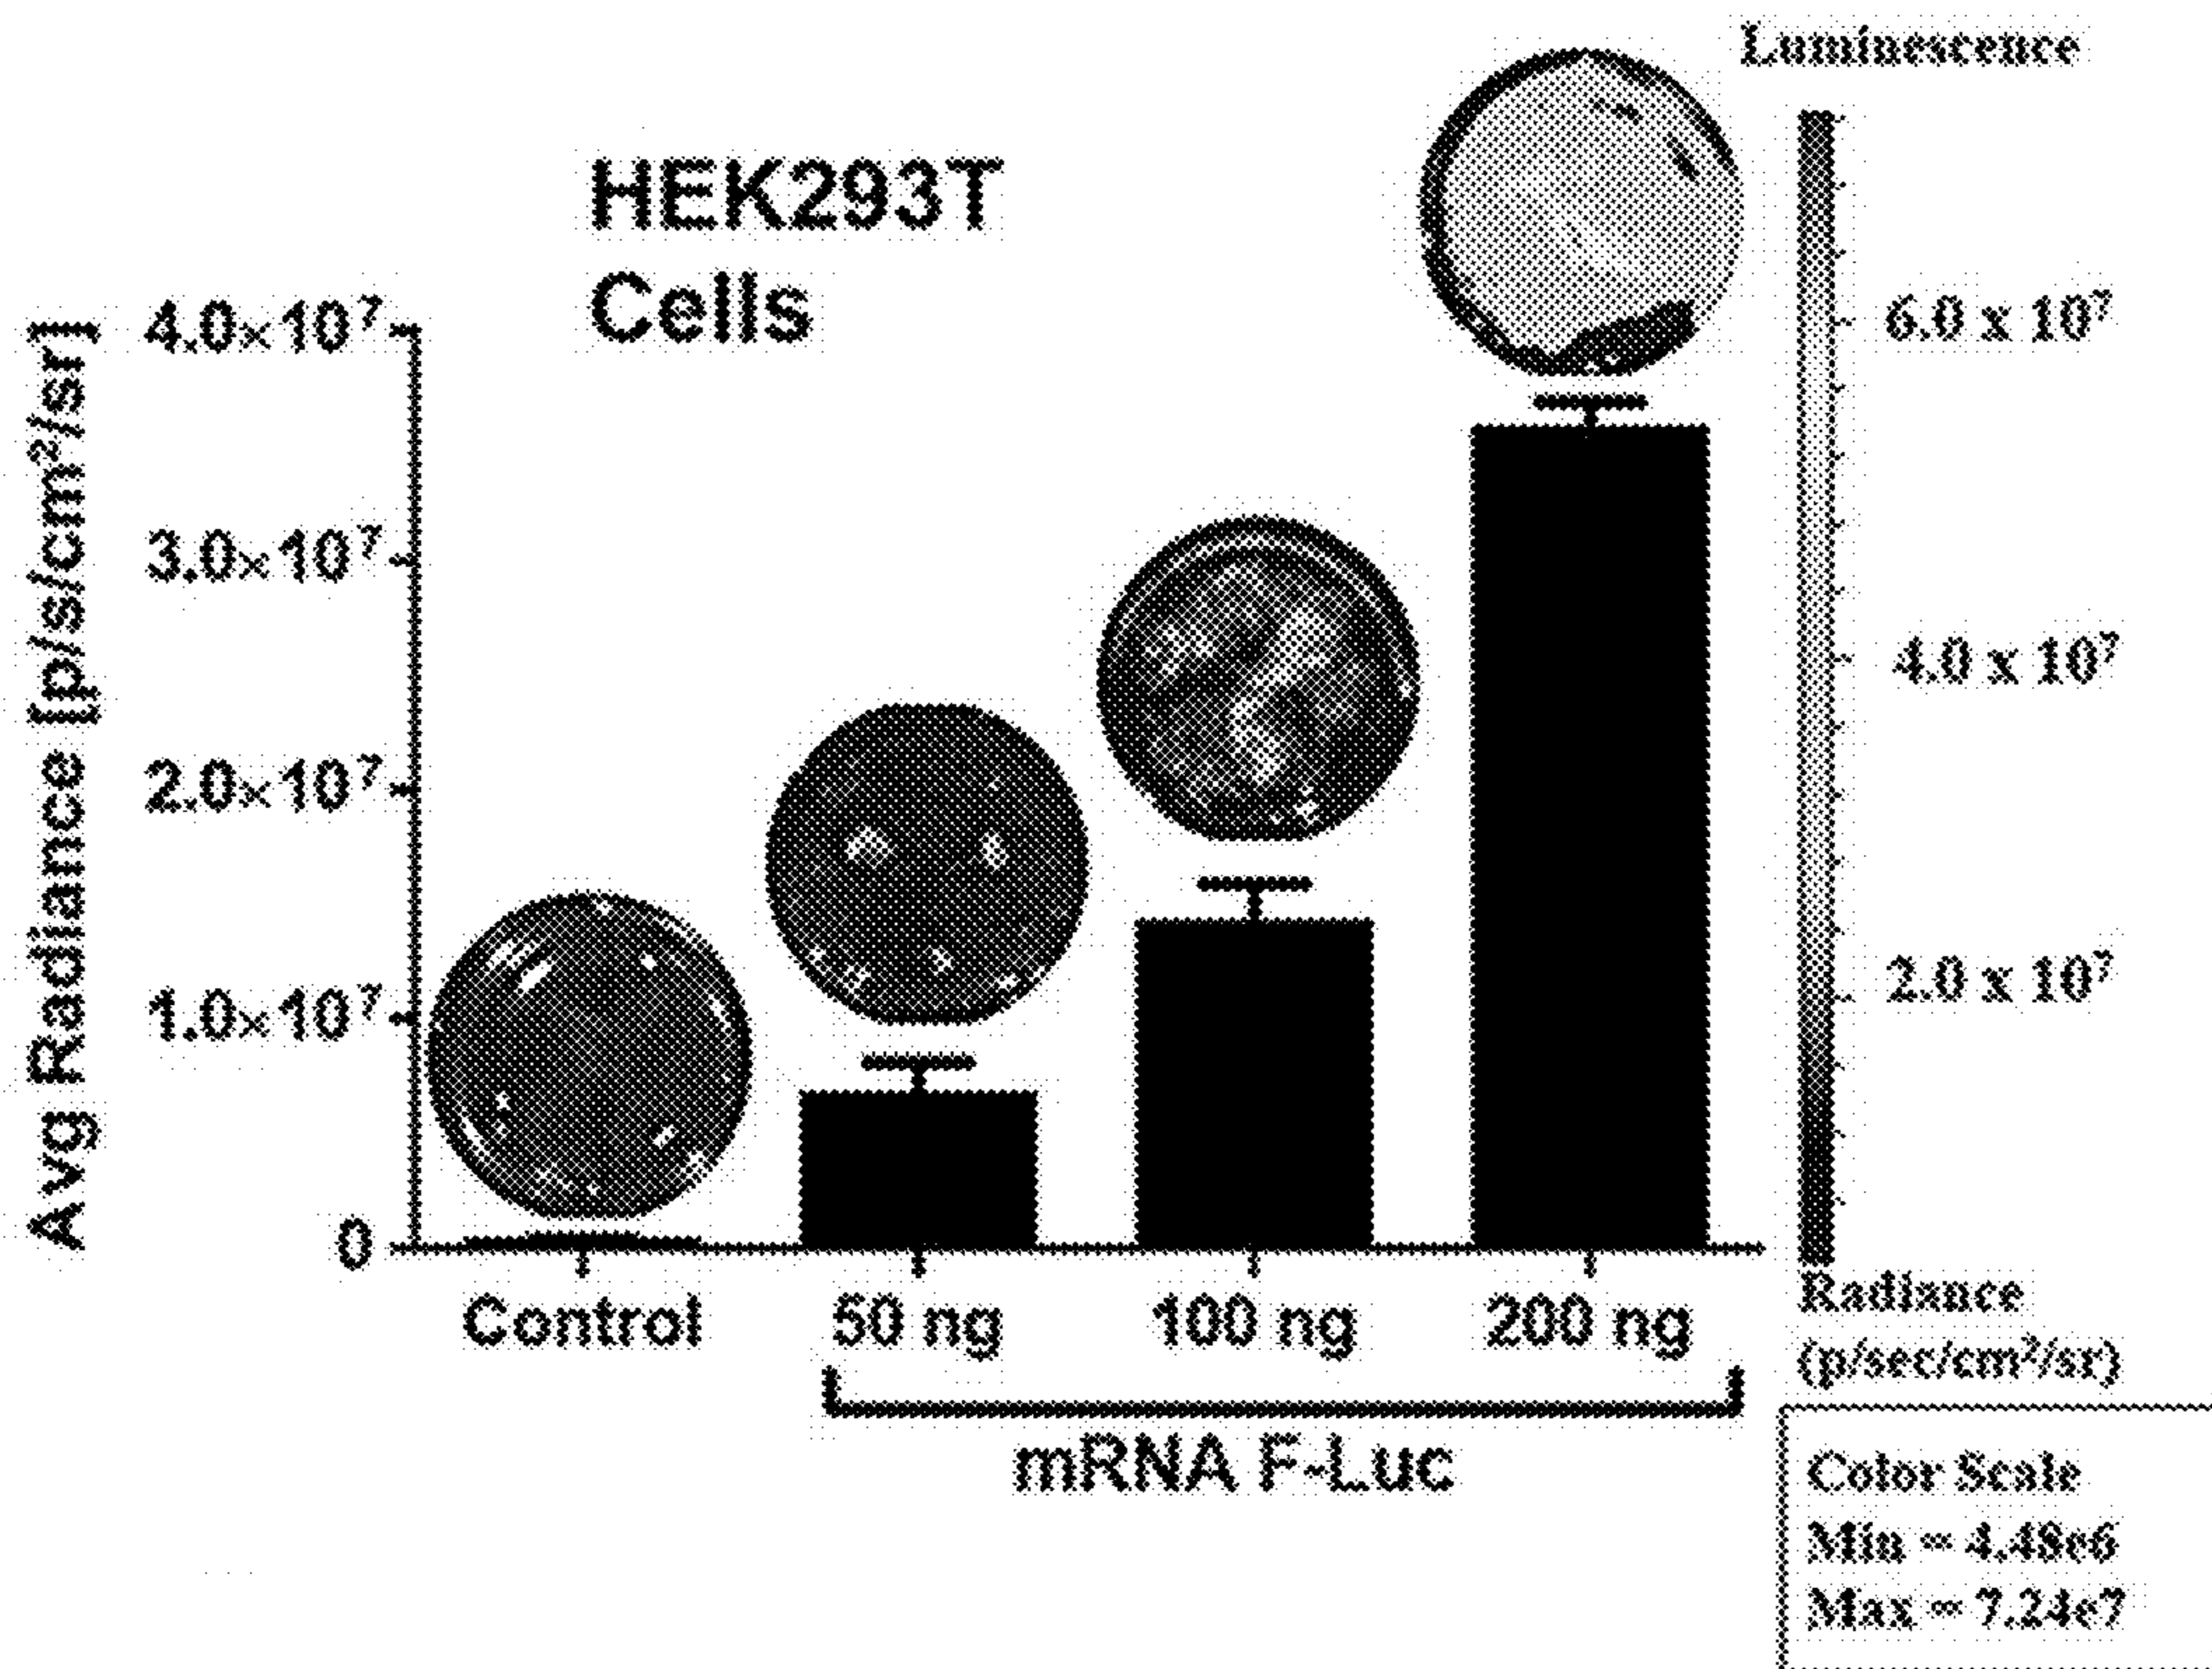 Luminescence
HEK293T
Cells
Avg Radiance [p/s/cm²/sr]
4.0×10⁷
3.0×10⁷
2.0×10⁷
1.0×10⁷
0
6.0 x 10⁷
4.0 x 10⁷
2.0 x 10⁷
Control
50 ng
100 ng
200 ng
mRNA F-Luc
Radiance
(p/sec/cm²/sr)
Color Scale
Min = 4.48e6
Max = 7.24e7